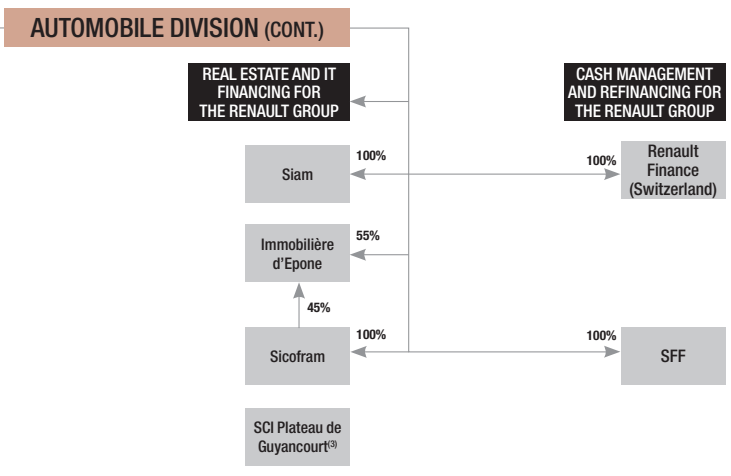 AUTOMOBILE DIVISION (CONT.)
REAL ESTATE AND IT
FINANCING FOR
THE RENAULT GROUP
CASH MANAGEMENT
AND REFINANCING FOR
THE RENAULT GROUP
Siam
100%
100%
Renault
Finance
(Switzerland)
Immobilière
d'Epone
55%
45%
Sicofram
100%
100%
SFF
SCI Plateau de
Guyancourt(3)